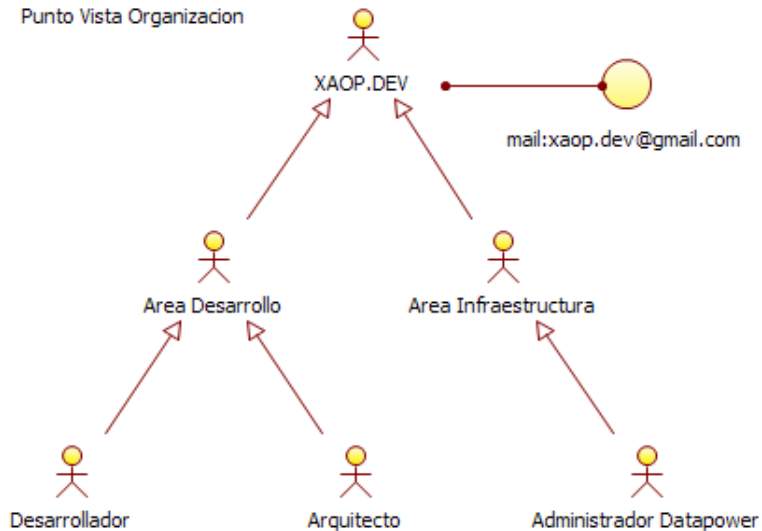 Punto Vista Organizacion
XAOP.DEV
mail:xaop.dev@gmail.com
Area Desarrollo
Area Infraestructura
Desarrollador
Arquitecto
Administrador Datapower